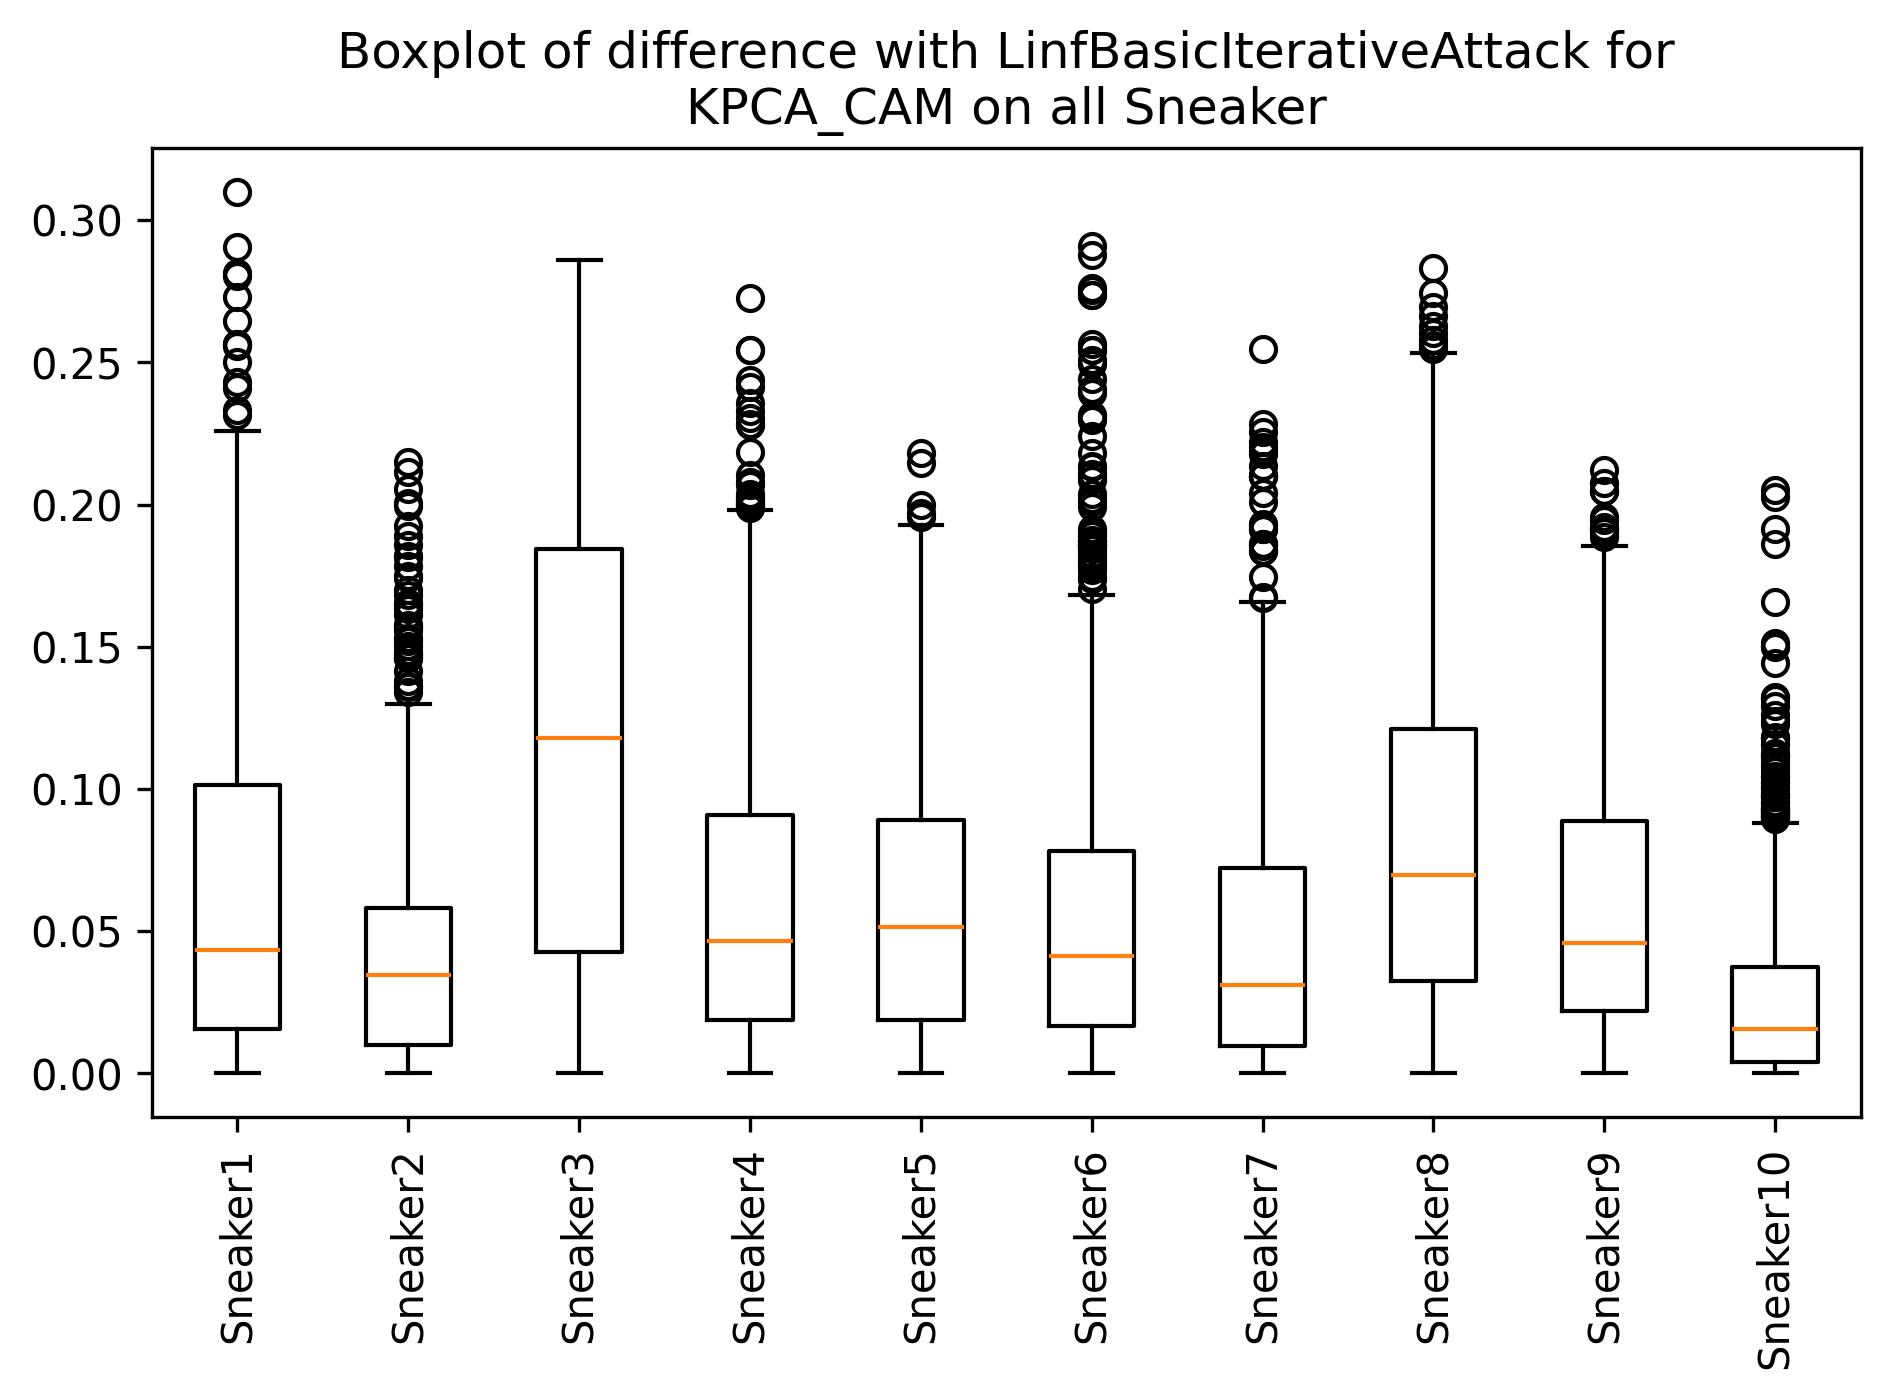 Boxplot of difference with LinfBasicIterativeAttack for
KPCA_CAM on all Sneaker
0.30
0.25
0.20
0.15
0.10
0.05
0.00
Sneaker1
Sneaker2
Sneaker3
Sneaker4
Sneaker5
Sneaker6
Sneaker7
Sneaker8
Sneaker9
Sneaker10